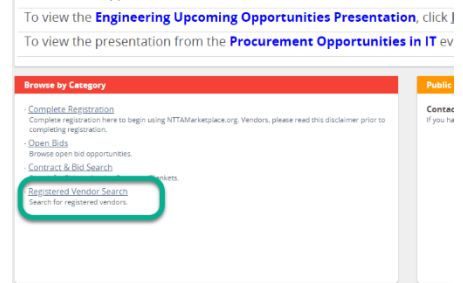 To view the Engineering Upcoming Opportunities Presentation, click
To view the presentation from the Procurement Opportunities in IT ev
Browse by Category
Public
- Complete Registration
Complete registration here to begin using NTTAMarketplace.org. Vendors, please read this disclaimer prior to
completing registration.
Contac
If you ha
- Open Bids
Browse open bid opportunities.
- Contract & Bid Search
- Registered Vendor Search
Search for registered vendors.